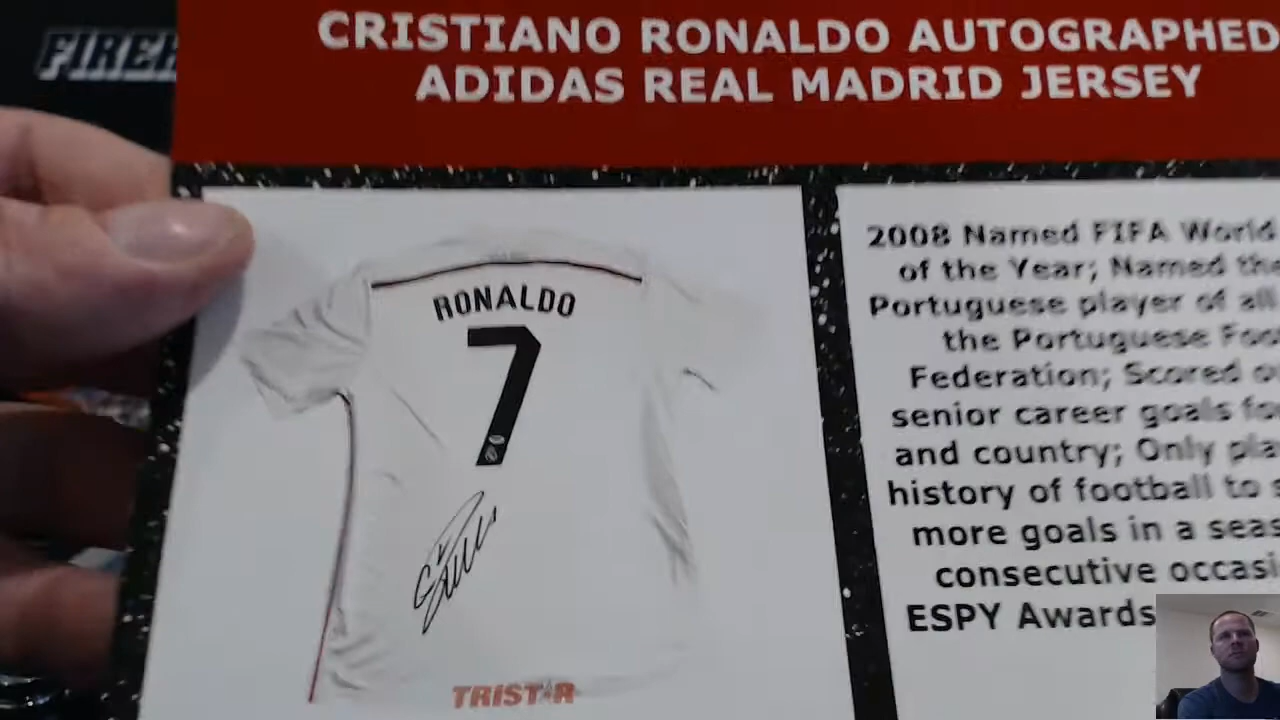 FIREH
CRISTIANO RONALDO AUTOGRAPHED
ADIDAS REAL MADRID JERSEY
RONALDO
7
TRISTAR
2008 Named FIFA World
of the Year; Named the
Portuguese player of all
the Portuguese Foo
Federation; Scored o
senior career goals fo
and country; Only pla
history of football to s
more goals in a seas
consecutive occasi
ESPY Awards